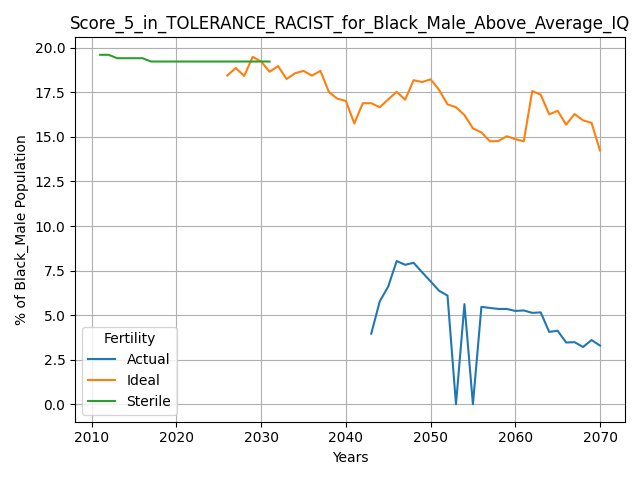 Score_5_in_TOLERANCE_RACIST_for_Black_Male_Above_Average_IQ
20.0
17.5
15.0
12.5
10.0
7.5
5.0
2.5
0.0
% of Black_Male Population
Fertility
Actual
Ideal
Sterile
2010 2020 2030 2040 2050 2060 2070
Years